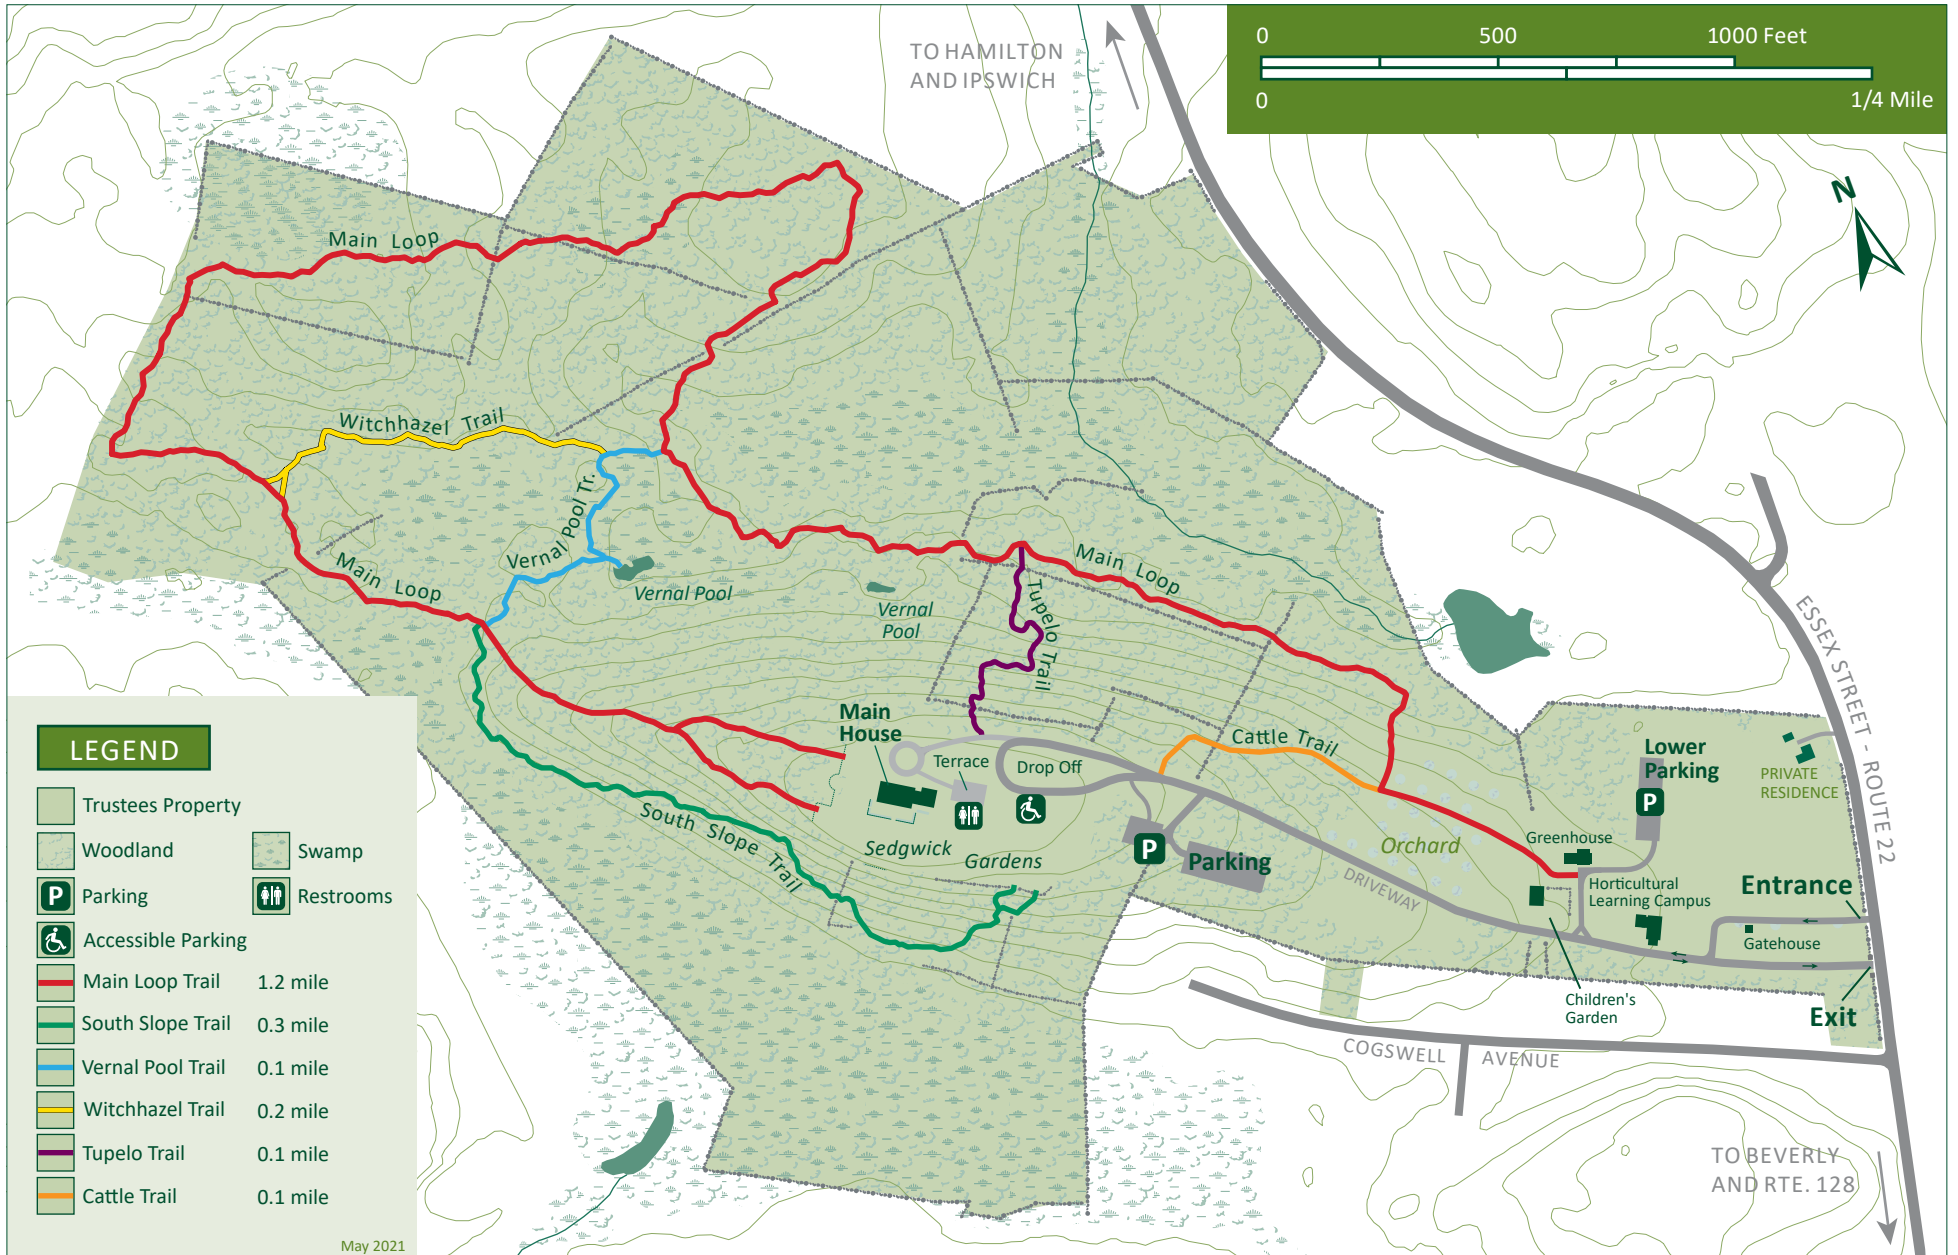 TO HAMILTON
AND IPSWICH
0 500 1000 Feet
0 1/4 Mile
N
Main Loop
Witchhazel Trail
Vernal Pool Tr.
Vernal Pool
Main Loop
Vernal
Pool
Main Loop
Tupelo Trail
ESSEX STREET - ROUTE 22
Main
House
Terrace
Drop Off
Cattle Trail
Lower
Parking
P
PRIVATE
RESIDENCE
South Slope Trail
Sedgwick Gardens
P
Parking
Orchard
DRIVEWAY
Greenhouse
Horticultural
Learning Campus
Entrance
Gatehouse
Children's
Garden
Exit
COGSWELL AVENUE
TO BEVERLY
AND RTE. 128
LEGEND
Trustees Property
Woodland
Swamp
P Parking
Restrooms
Accessible Parking
Main Loop Trail 1.2 mile
South Slope Trail 0.3 mile
Vernal Pool Trail 0.1 mile
Witchhazel Trail 0.2 mile
Tupelo Trail 0.1 mile
Cattle Trail 0.1 mile
May 2021